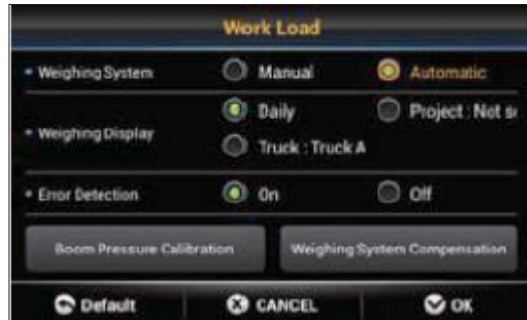 Work Load
Weighing System Manual Automatic
Daily Project : Not s
Weighing Display
Truck : Truck A
Error Detection On Off
Boom Pressure Calibration Weighing System Compensation
Default CANCEL OK